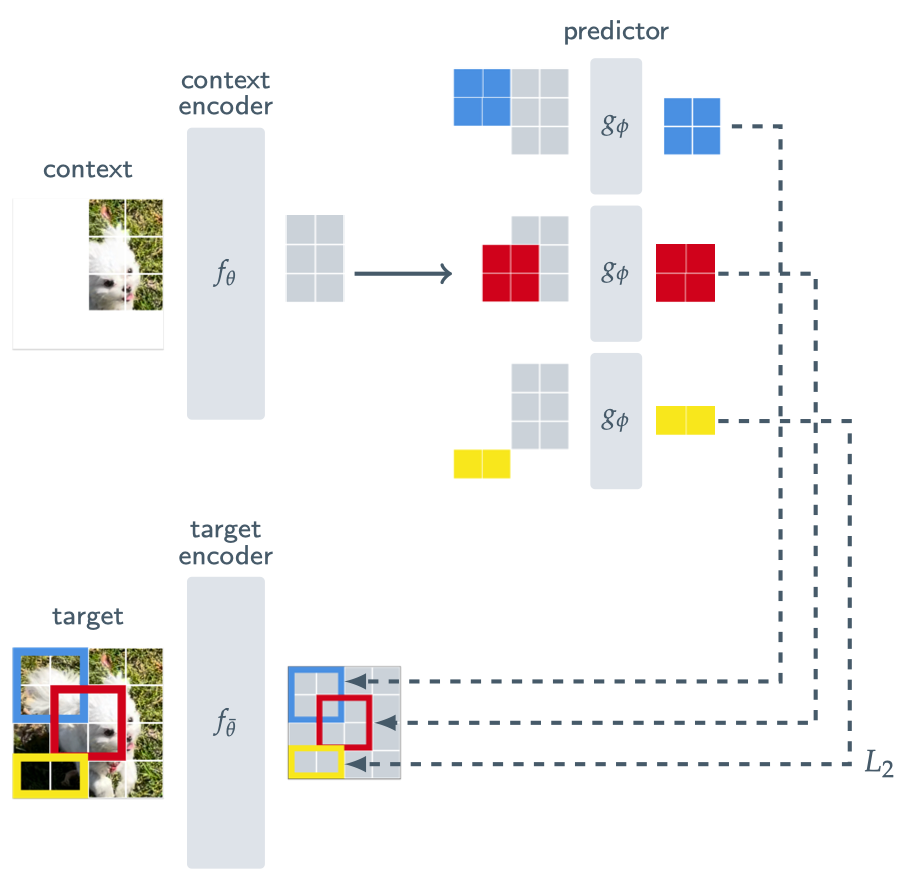 predictor
context
encoder
context
g_ϕ
f_θ
g_ϕ
g_ϕ
target
encoder
target
f_θ̄
L_2